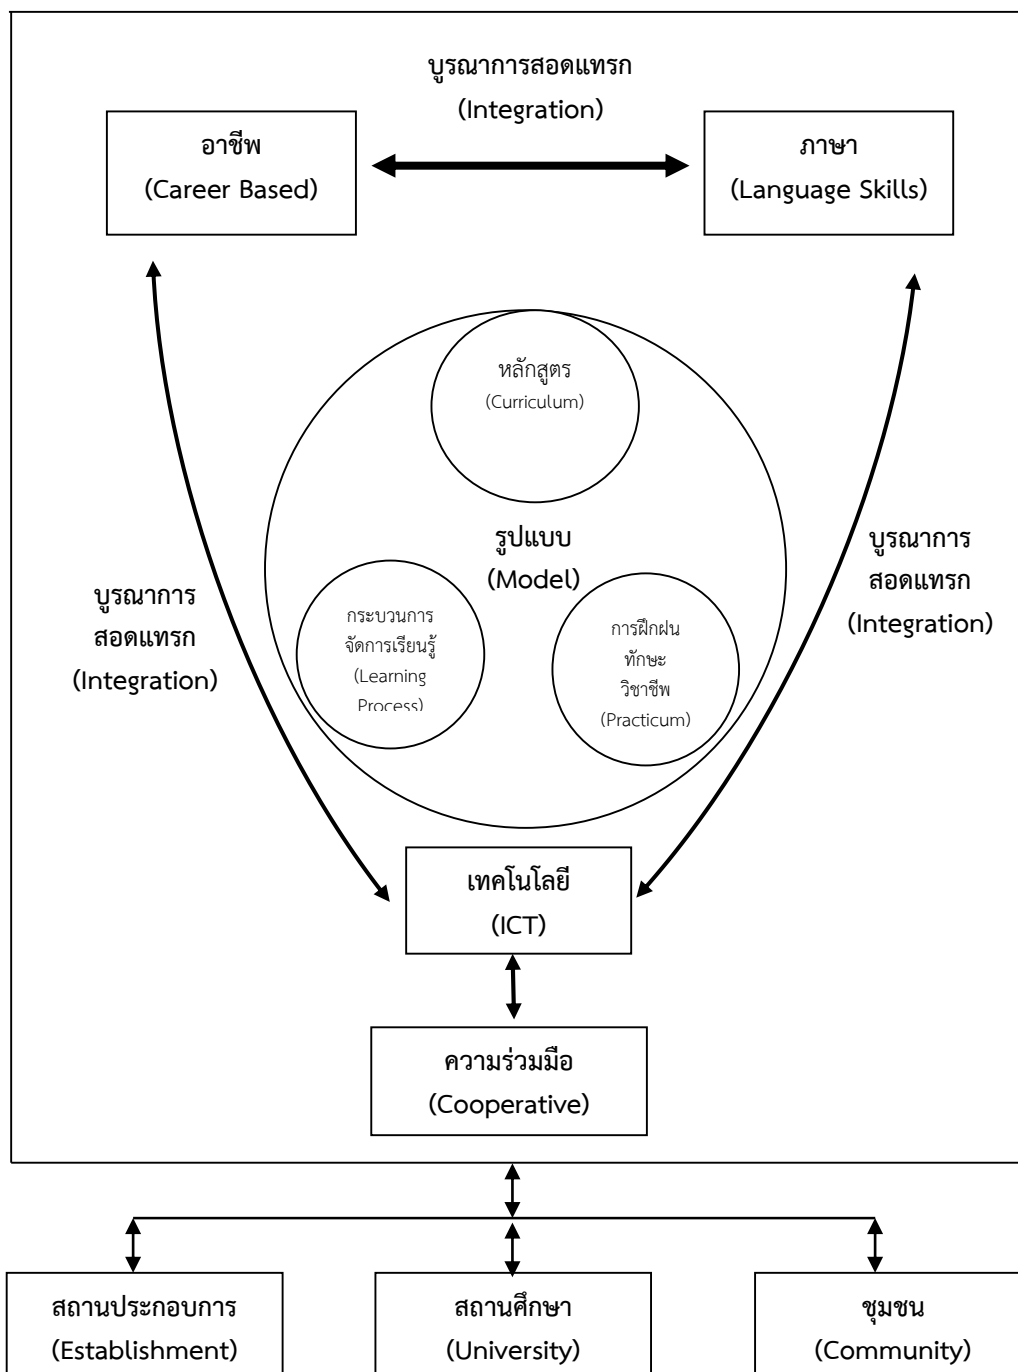 บูรณาการสอดแทรก
(Integration)
อาชีพ
(Career Based)
ภาษา
(Language Skills)
หลักสูตร
(Curriculum)
รูปแบบ
(Model)
บูรณาการ
สอดแทรก
(Integration)
บูรณาการ
สอดแทรก
(Integration)
กระบวนการ
จัดการเรียนรู้
(Learning
Process)
การฝึกฝน
ทักษะ
วิชาชีพ
(Practicum)
เทคโนโลยี
(ICT)
ความร่วมมือ
(Cooperative)
สถานประกอบการ
(Establishment)
สถานศึกษา
(University)
ชุมชน
(Community)